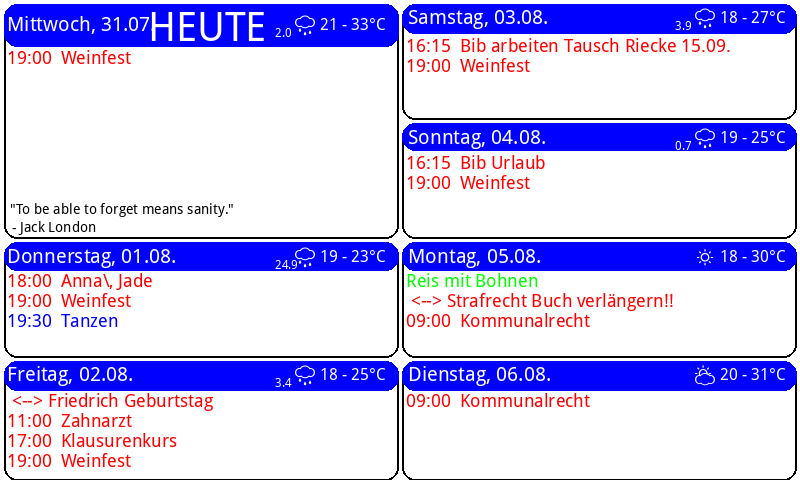 Mittwoch, 31.07. HEUTE 2.0 21 - 33°C
19:00 Weinfest
"To be able to forget means sanity."
- Jack London
Donnerstag, 01.08. 24.9 19 - 23°C
18:00 Anna\, Jade
19:00 Weinfest
19:30 Tanzen
Freitag, 02.08. 3.4 18 - 25°C
<--> Friedrich Geburtstag
11:00 Zahnarzt
17:00 Klausurenkurs
19:00 Weinfest
Samstag, 03.08. 3.9 18 - 27°C
16:15 Bib arbeiten Tausch Riecke 15.09.
19:00 Weinfest
Sonntag, 04.08. 0.7 19 - 25°C
16:15 Bib Urlaub
19:00 Weinfest
Montag, 05.08. 18 - 30°C
Reis mit Bohnen
<--> Strafrecht Buch verlängern!!
09:00 Kommunalrecht
Dienstag, 06.08. 20 - 31°C
09:00 Kommunalrecht